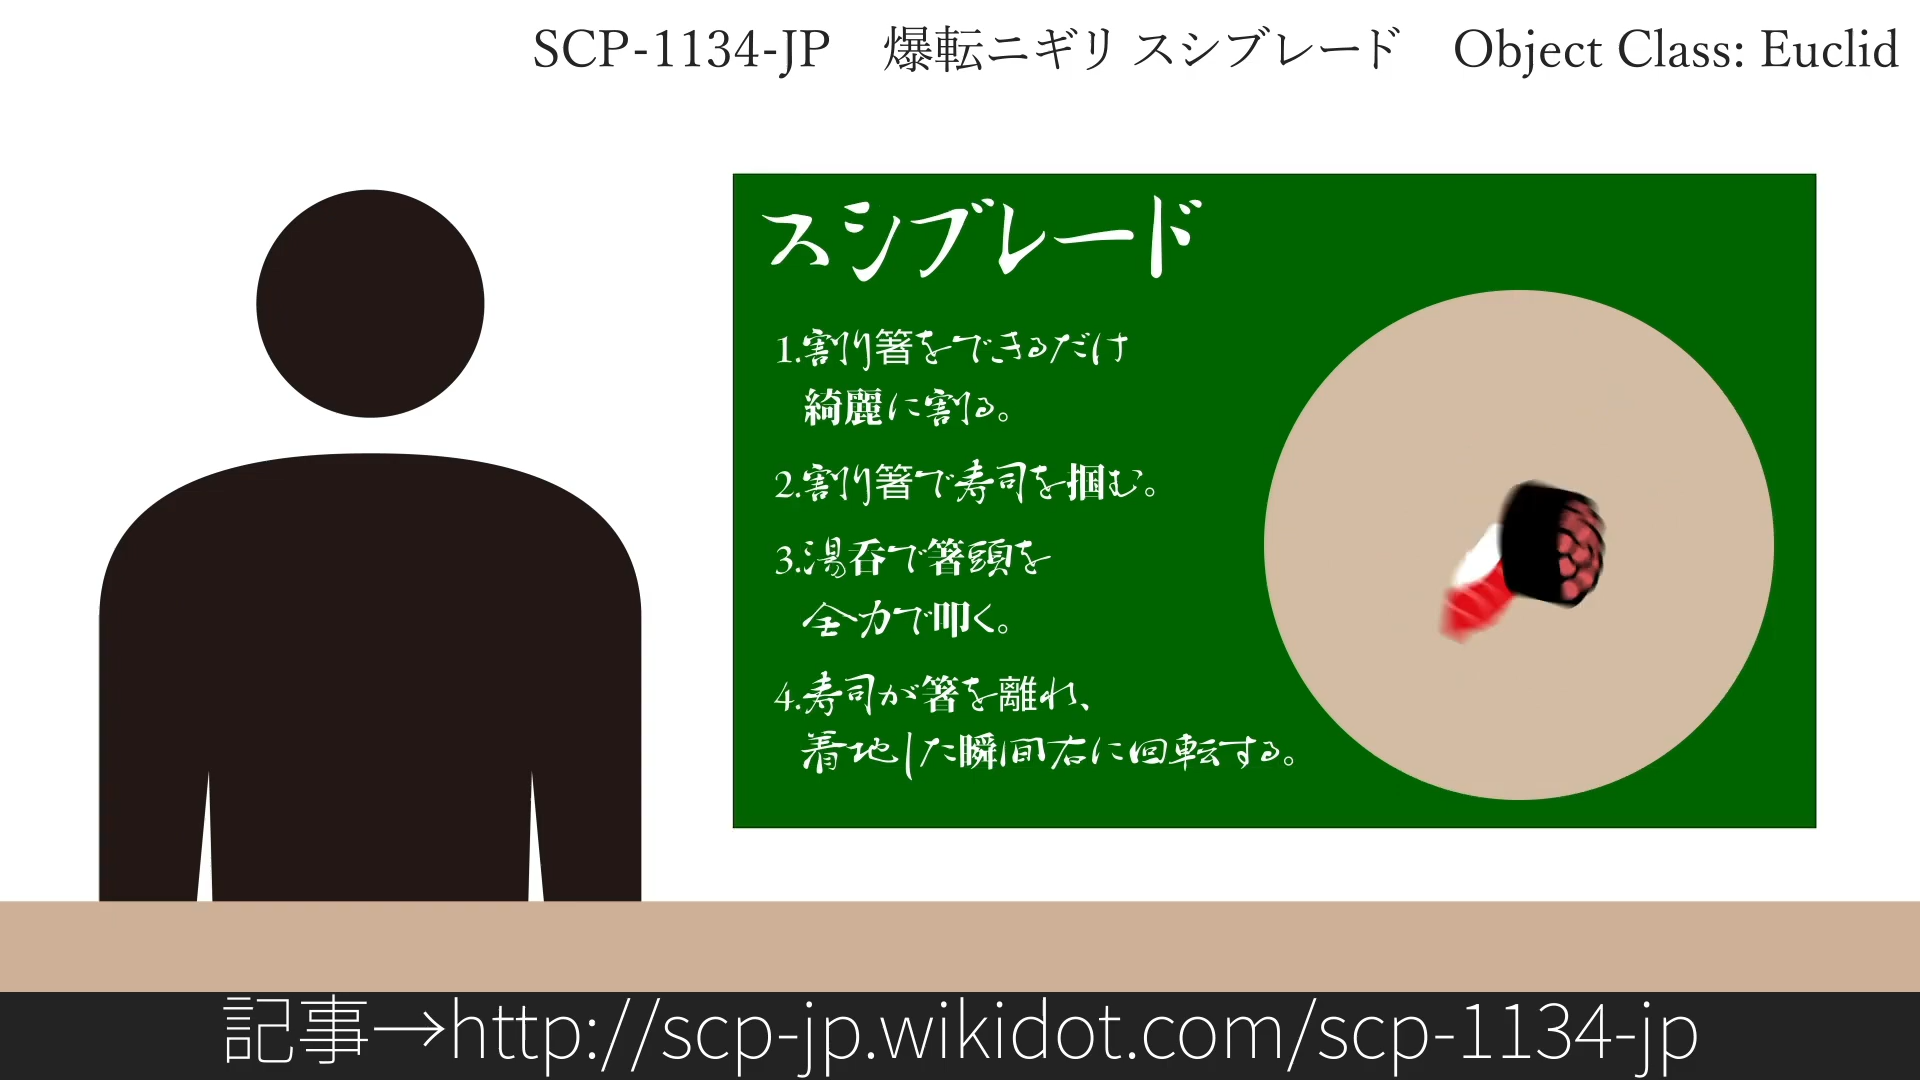 SCP-1134-JP　爆転ニギリ スシブレード　Object Class: Euclid
スシブレード
1.割り箸をできるだけ
綺麗に割る。
2.割り箸で寿司を掴む。
3.湯呑で箸頭を
全力で叩く。
4.寿司が箸を離れ、
着地した瞬間右に回転する。
記事→http://scp-jp.wikidot.com/scp-1134-jp